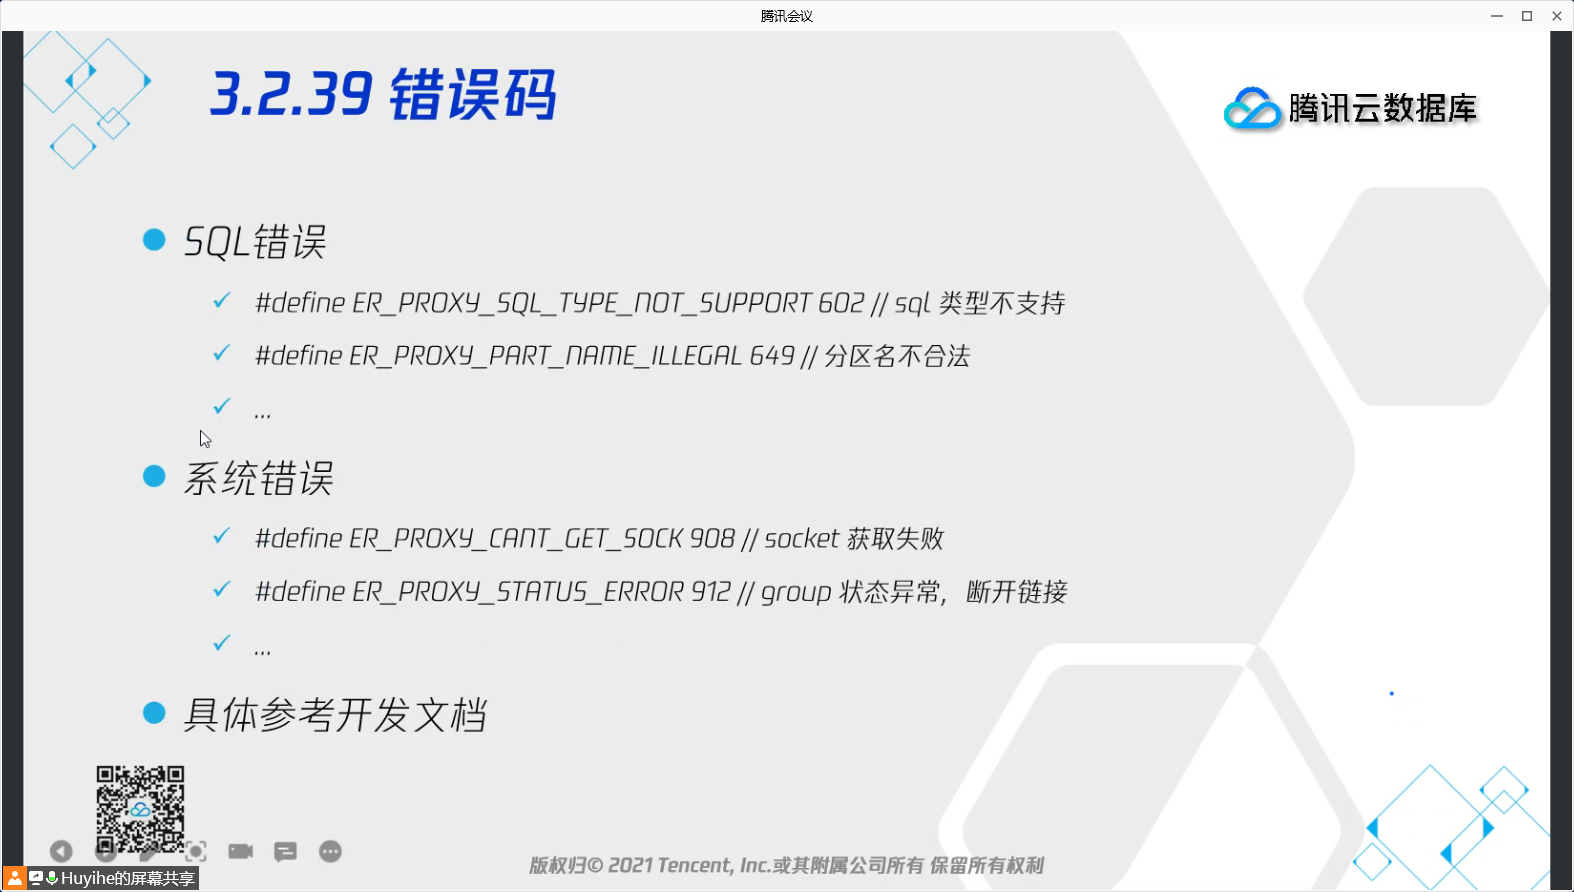 腾讯会议
3.2.39 错误码
腾讯云数据库
SQL错误
#define ER_PROXY_SQL_TYPE_NOT_SUPPORT 602 // sql 类型不支持
#define ER_PROXY_PART_NAME_ILLEGAL 649 // 分区名不合法
...
系统错误
#define ER_PROXY_CANT_GET_SOCK 908 // socket 获取失败
#define ER_PROXY_STATUS_ERROR 912 // group 状态异常，断开链接
...
具体参考开发文档
版权归© 2021 Tencent, Inc.或其附属公司所有 保留所有权利
Huyihe的屏幕共享